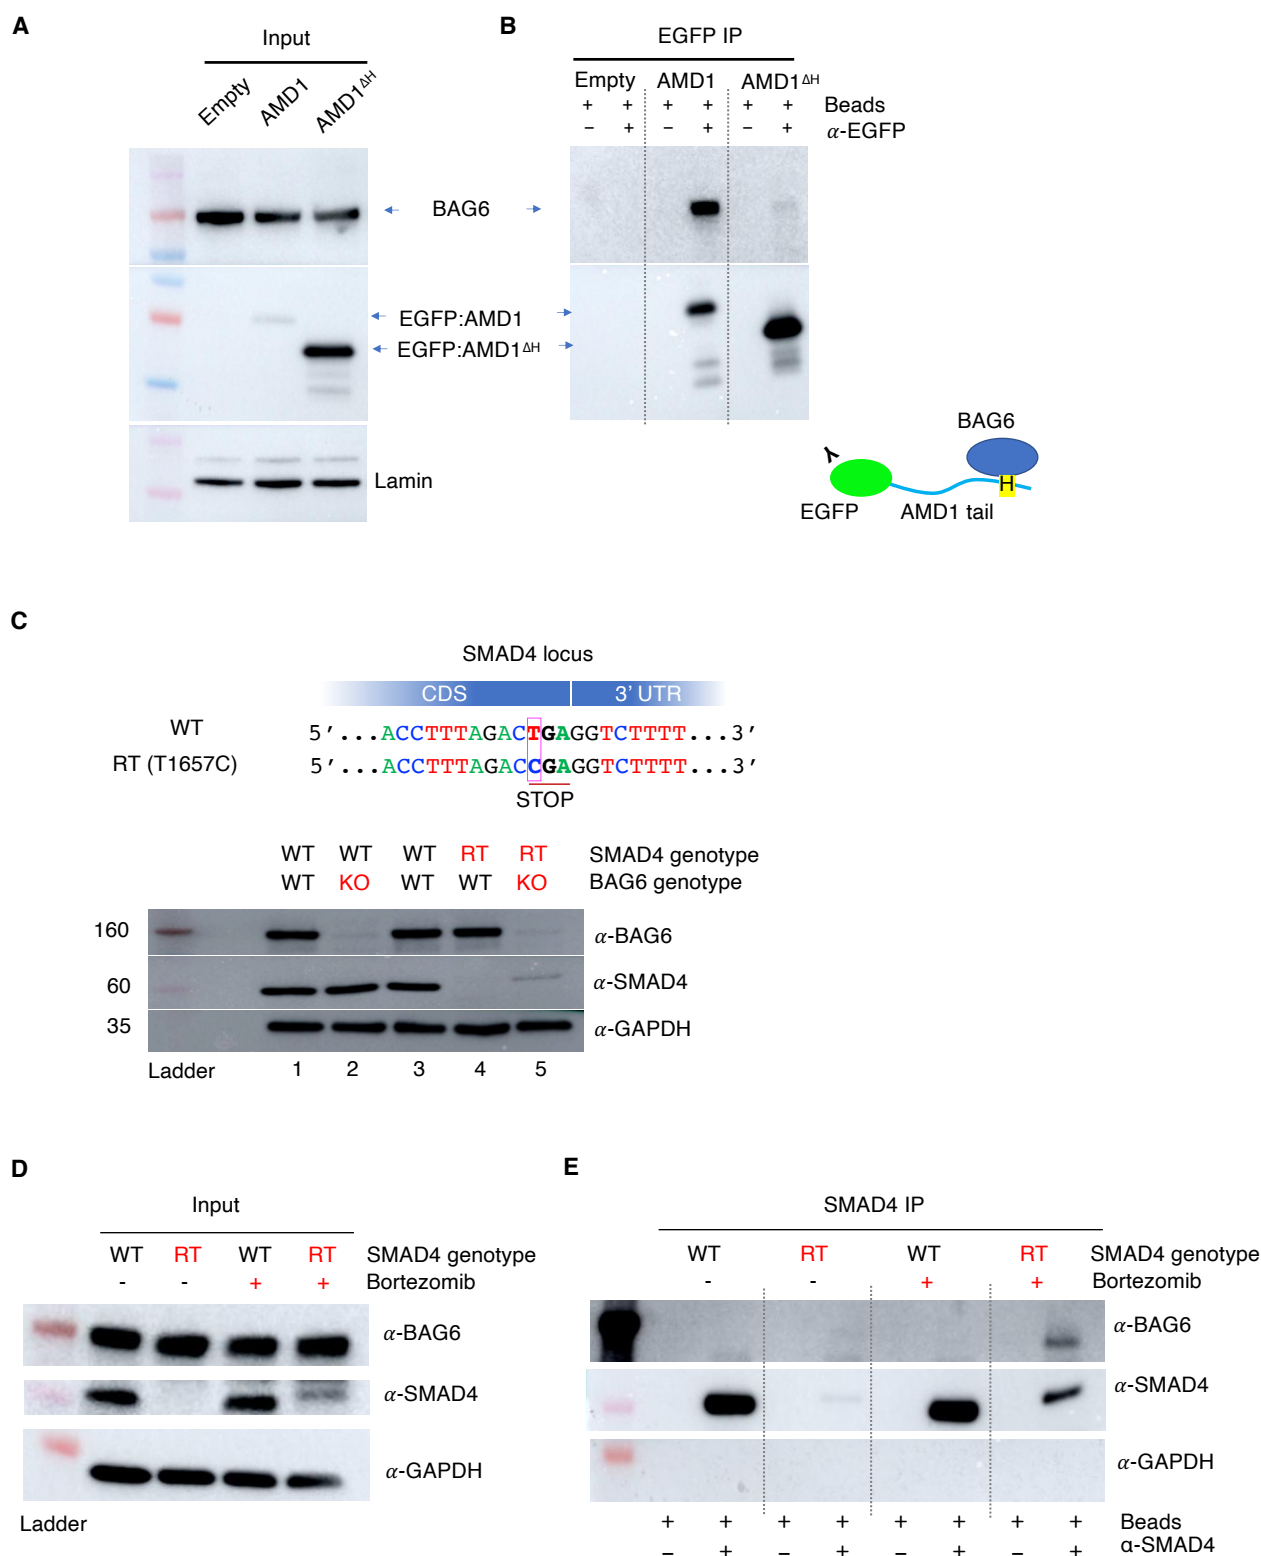 A
Input
Empty
AMD1
AMD1ΔH
BAG6
EGFP:AMD1
EGFP:AMD1ΔH
Lamin
B
EGFP IP
Empty AMD1 AMD1ΔH
+ + + + + + Beads
– + – + – + α-EGFP
BAG6
H
EGFP AMD1 tail
C
SMAD4 locus
CDS 3' UTR
WT 5'...ACCTTTAGACTGAGGTCTTTT...3'
RT (T1657C) 5'...ACCTTTAGACCGAGGTCTTTT...3'
STOP
WT WT WT RT RT SMAD4 genotype
WT KO WT WT KO BAG6 genotype
160 α-BAG6
60 α-SMAD4
35 α-GAPDH
Ladder 1 2 3 4 5
D
Input
WT RT WT RT SMAD4 genotype
- - + + Bortezomib
α-BAG6
α-SMAD4
α-GAPDH
Ladder
E
SMAD4 IP
WT RT WT RT SMAD4 genotype
- - + + Bortezomib
α-BAG6
α-SMAD4
α-GAPDH
+ + + + + + + + Beads
– + – + – + – + α-SMAD4